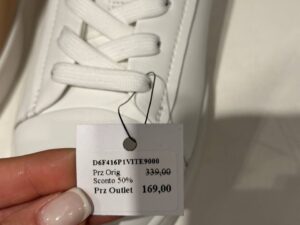 D6F416P1VITE9000
Prz Orig 339,00
Sconto 50%
Prz Outlet 169,00